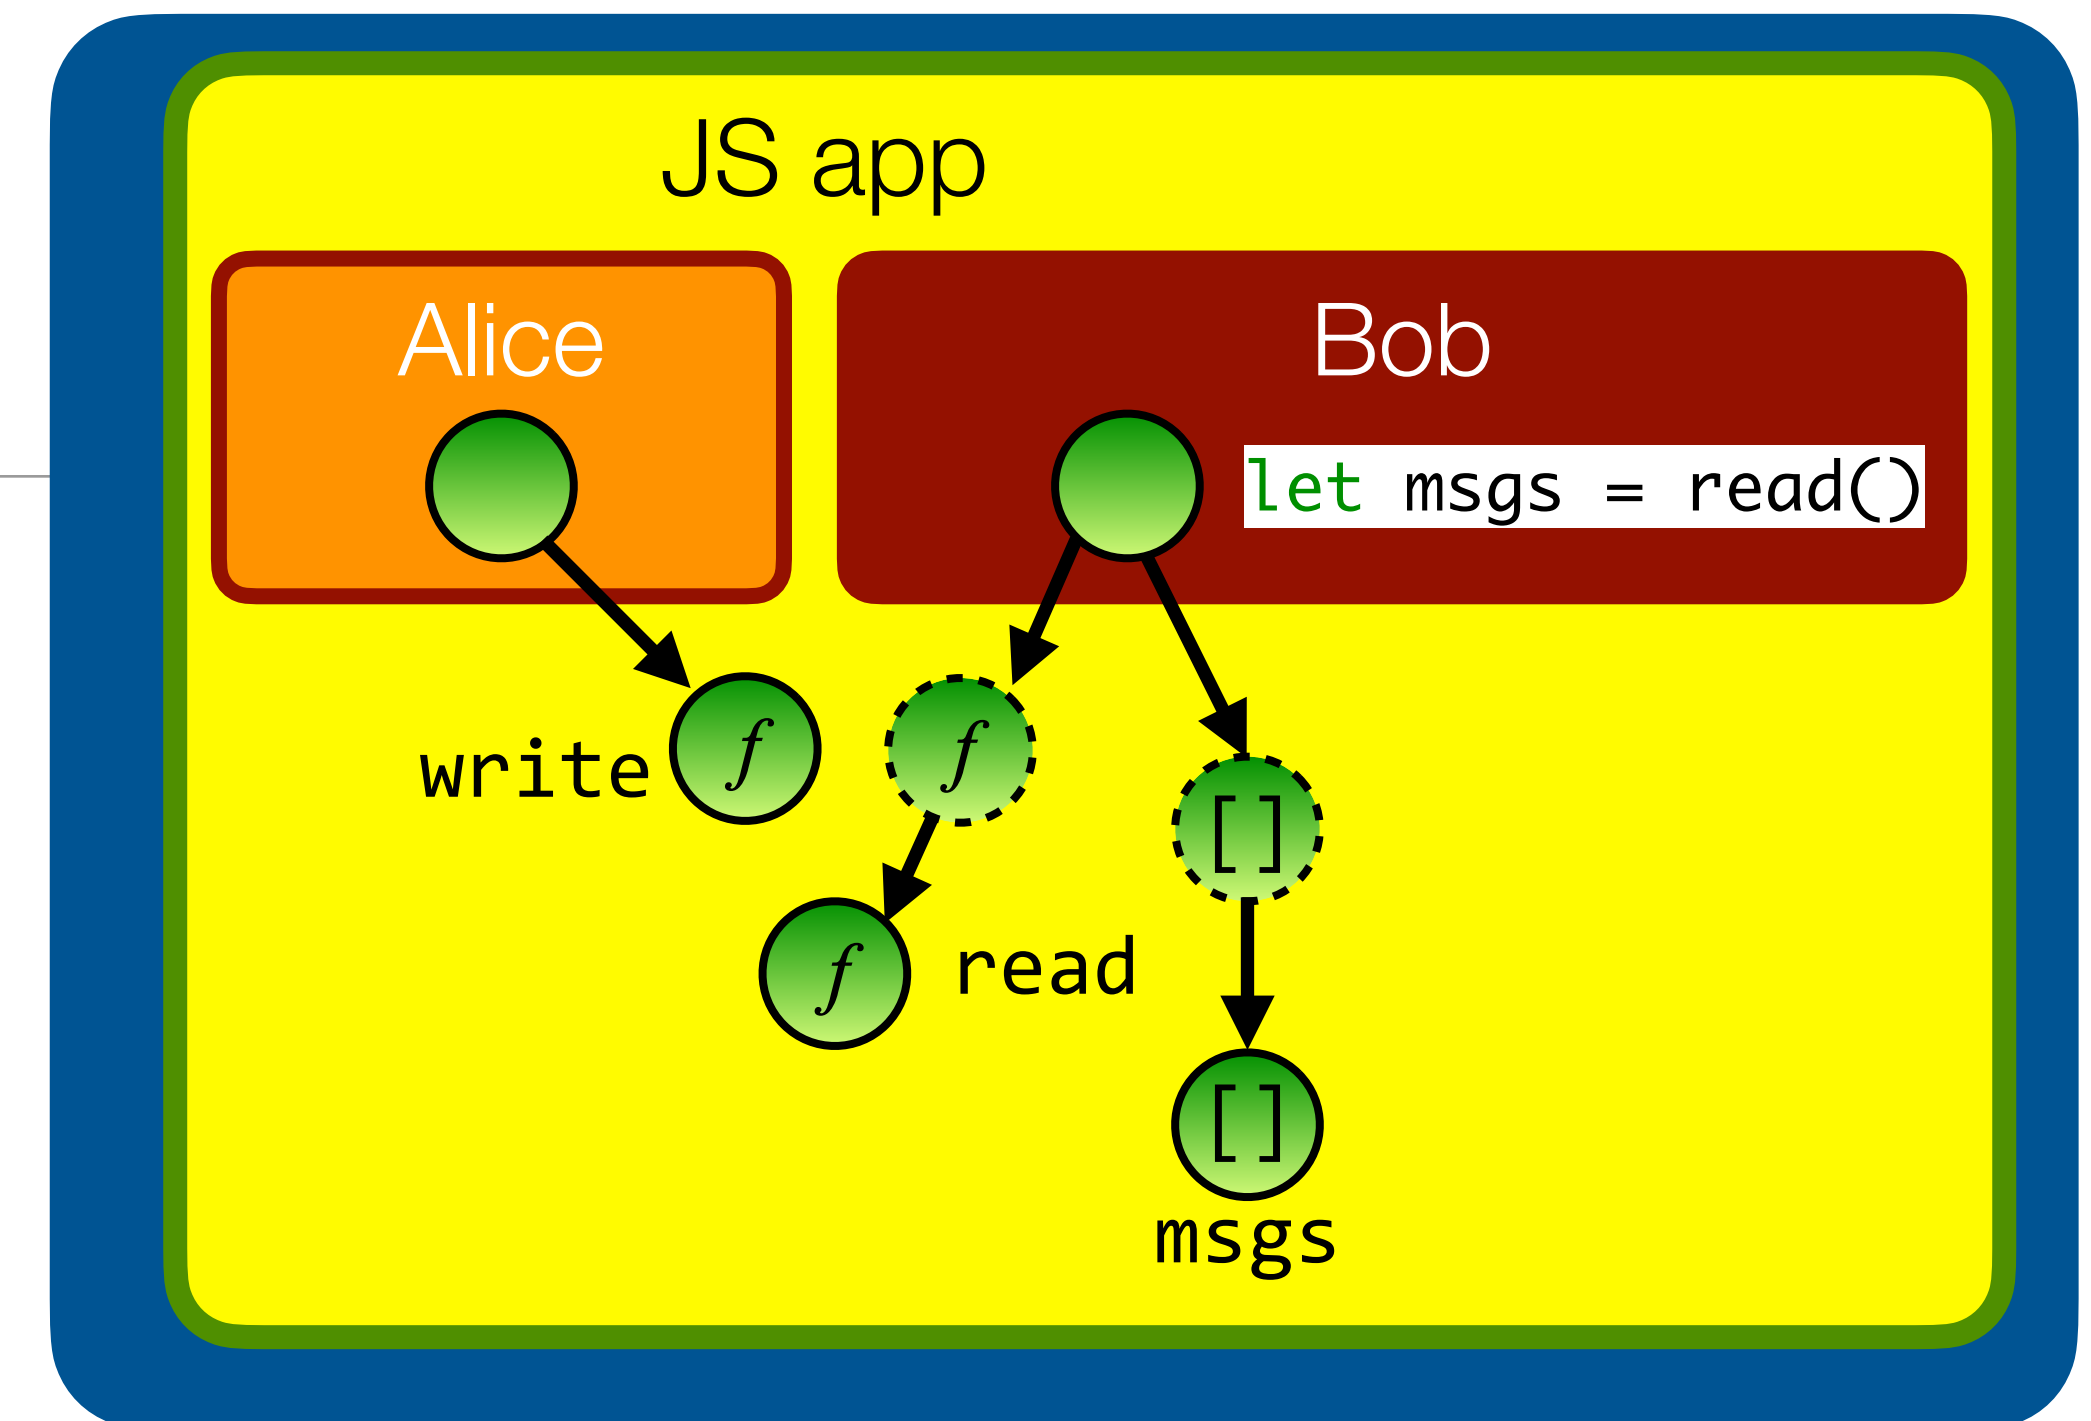 JS app
Alice
Bob
let msgs = read()
write
f
f
[]
f
read
[]
msgs